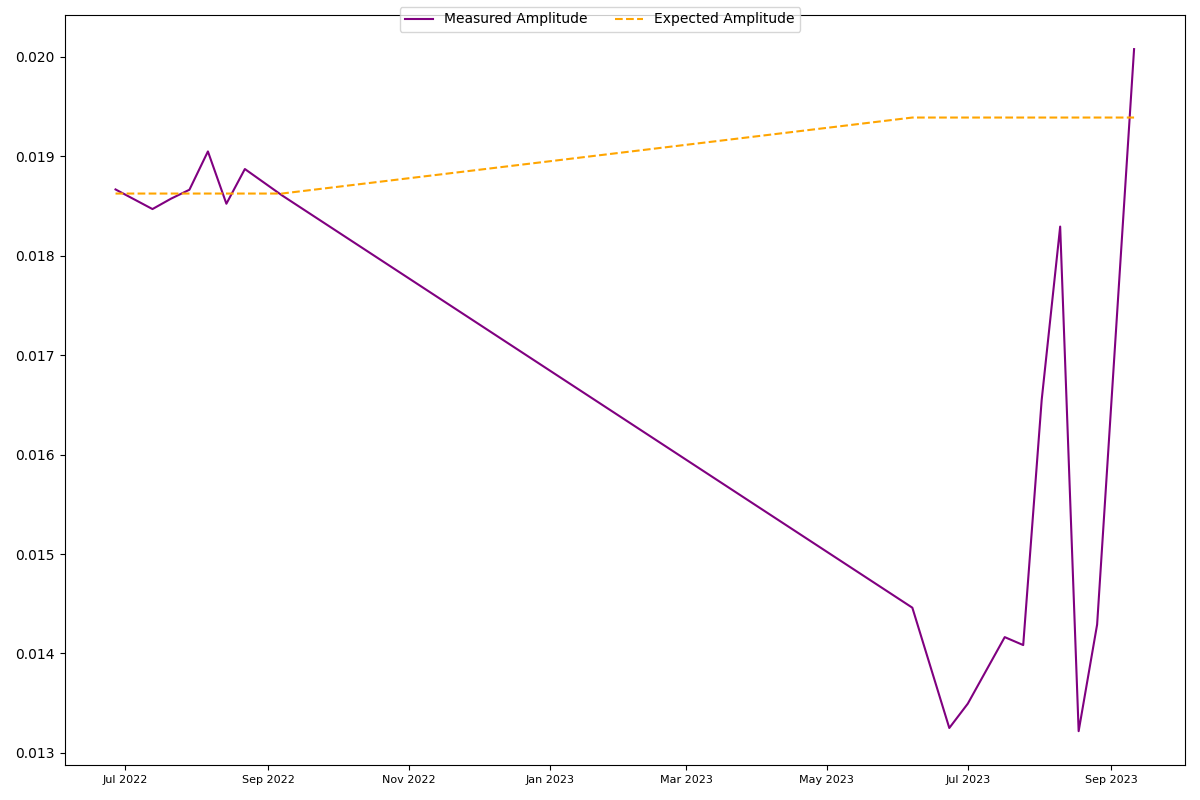 Measured Amplitude
Expected Amplitude
0.020
0.019
0.018
0.017
0.016
0.015
0.014
0.013
Jul 2022
Sep 2022
Nov 2022
Jan 2023
Mar 2023
May 2023
Jul 2023
Sep 2023